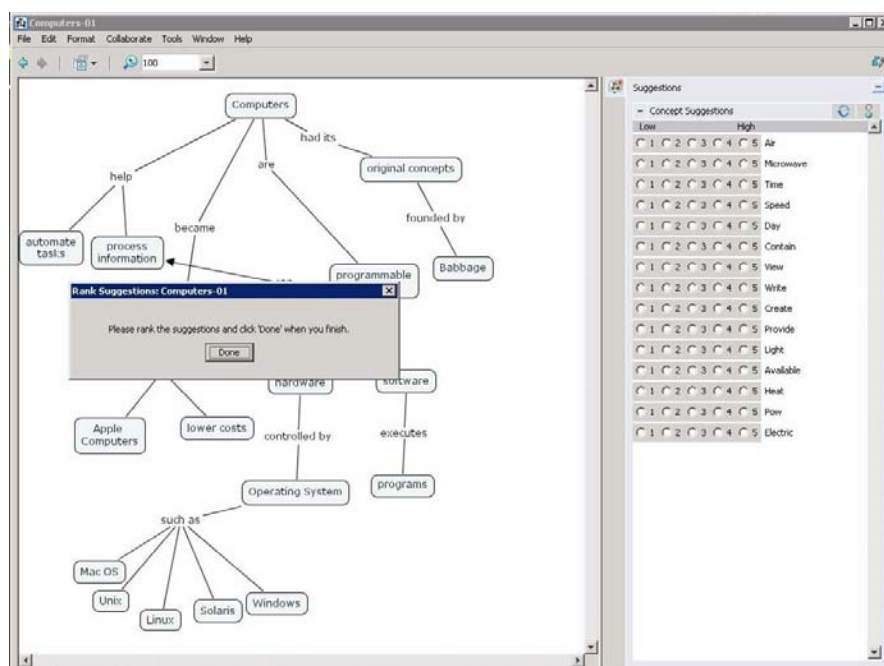 Computers-01
File Edit Format Collaborate Tools Window Help
100
Computers
had its
are
help
original concepts
became
founded by
automate
tasks
process
information
programmable
Babbage
Rank Suggestions: Computers-01
Please rank the suggestions and click 'Done' when you finish.
Done
hardware
software
Apple
Computers
lower costs
controlled by
executes
Operating System
programs
such as
Mac OS
Unix
Linux
Solaris
Windows
Suggestions
Concept Suggestions
Low High
1 2 3 4 5 Air
1 2 3 4 5 Microwave
1 2 3 4 5 Time
1 2 3 4 5 Speed
1 2 3 4 5 Day
1 2 3 4 5 Contain
1 2 3 4 5 View
1 2 3 4 5 Write
1 2 3 4 5 Create
1 2 3 4 5 Provide
1 2 3 4 5 Light
1 2 3 4 5 Available
1 2 3 4 5 Heat
1 2 3 4 5 Pow
1 2 3 4 5 Electric